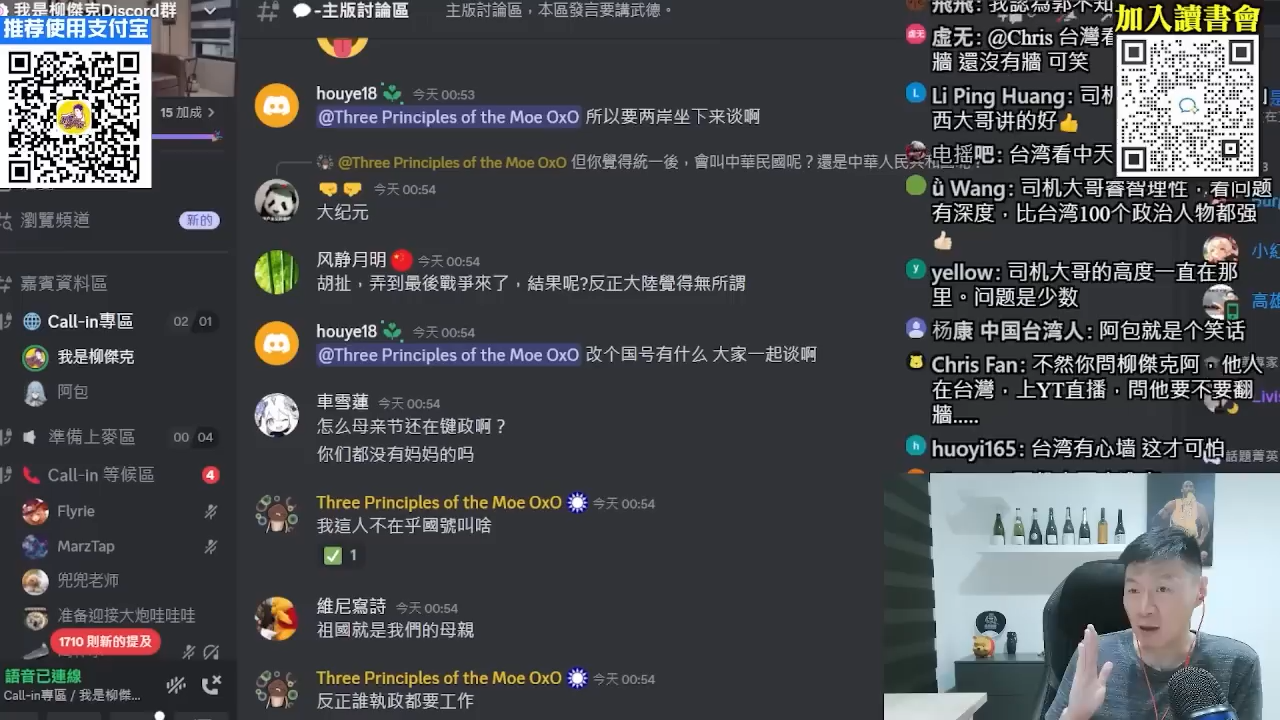 我是柳傑克Discord群
推荐使用支付宝
15 加成
瀏覽頻道
新的
嘉賓資料區
Call-in專區
02 01
我是柳傑克
阿包
準備上麥區
00 04
Call-in 等候區
4
Flyrie
MarzTap
兜兜老师
准备迎接大炮哇哇哇
1710 則新的提及
語音已連線
Call-in專區 / 我是柳傑...
-主版討論區
主版討論區，本區發言要講武德。
houye18 今天 00:53
@Three Principles of the Moe OxO 所以要两岸坐下来谈啊
@Three Principles of the Moe OxO 但你覺得統一後，會叫中華民國呢？還是中華人民共和國呢？
今天 00:54
大纪元
风静月明 今天 00:54
胡扯，弄到最後戰爭來了，結果呢?反正大陸覺得無所謂
houye18 今天 00:54
@Three Principles of the Moe OxO 改个国号有什么 大家一起谈啊
車雪蓮 今天 00:54
怎么母亲节还在键政啊？
你们都没有妈妈的吗
Three Principles of the Moe OxO 今天 00:54
我這人不在乎國號叫啥
1
維尼寫詩 今天 00:54
祖國就是我們的母親
Three Principles of the Moe OxO 今天 00:54
反正誰執政都要工作
加入讀書會
飛飛: 我認為郭不知
虚无: @Chris 台灣看
牆 還沒有牆 可笑
Li Ping Huang: 司机
西大哥讲的好👍
电摇吧: 台湾看中天
ù Wang: 司机大哥睿智理性，看问题
有深度，比台湾100个政治人物都强
👍🏻
yellow: 司机大哥的高度一直在那
里。问题是少数
杨康 中国台湾人: 阿包就是个笑话
Chris Fan: 不然你問柳傑克阿，他人
在台灣，上YT直播，問他要不要翻
牆.....
huoyi165: 台湾有心墙 这才可怕
小紅
高雄
話題菁英